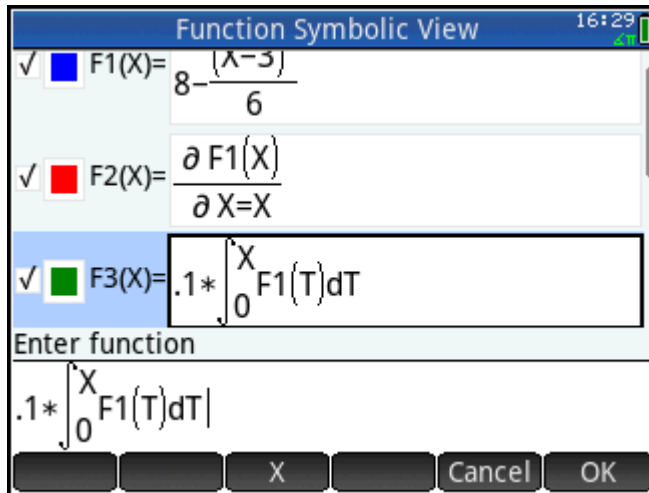 Function Symbolic View 16:29
∠π
√ F1(X)= 8-(X-3)/6
√ F2(X)= ∂ F1(X)/∂ X=X
√ F3(X)= .1*∫0 X F1(T)dT
Enter function
.1*∫0 X F1(T)dT
X Cancel OK